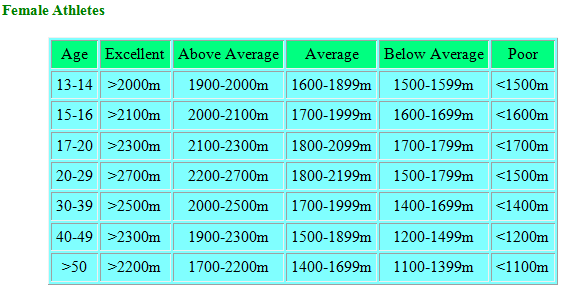 Female Athletes
Age Excellent Above Average Average Below Average Poor
13-14 >2000m 1900-2000m 1600-1899m 1500-1599m <1500m
15-16 >2100m 2000-2100m 1700-1999m 1600-1699m <1600m
17-20 >2300m 2100-2300m 1800-2099m 1700-1799m <1700m
20-29 >2700m 2200-2700m 1800-2199m 1500-1799m <1500m
30-39 >2500m 2000-2500m 1700-1999m 1400-1699m <1400m
40-49 >2300m 1900-2300m 1500-1899m 1200-1499m <1200m
>50 >2200m 1700-2200m 1400-1699m 1100-1399m <1100m